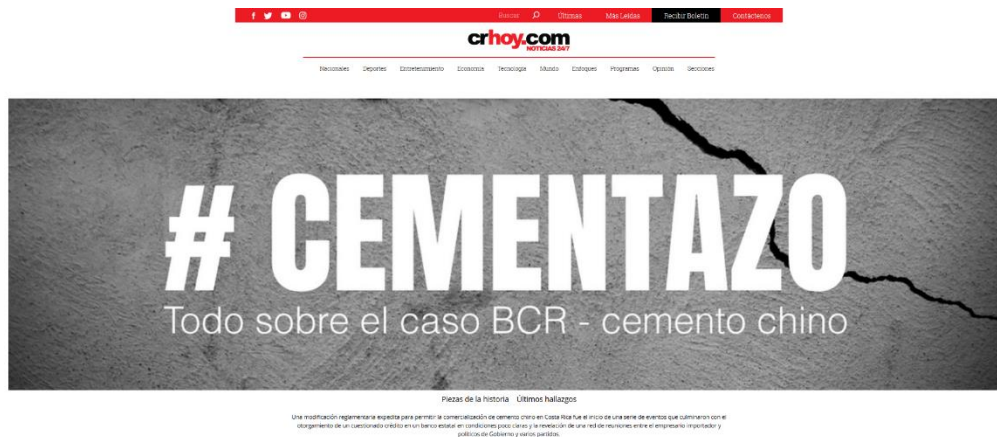 Buscar Últimas Más Leídas Recibir Boletín Contáctenos
crhoy.com
NOTICIAS 24/7
Nacionales Deportes Entretenimiento Economía Tecnología Mundo Enfoques Programas Opinión Secciones
# CEMENTAZO
Todo sobre el caso BCR - cemento chino
Piezas de la historia Últimos hallazgos
Una modificación reglamentaria expedita para permitir la comercialización de cemento chino en Costa Rica fue el inicio de una serie de eventos que culminaron con el
otorgamiento de un cuestionado crédito en un banco estatal en condiciones poco claras y la revelación de una red de reuniones entre el empresario importador y
políticos de Gobierno y varios partidos.